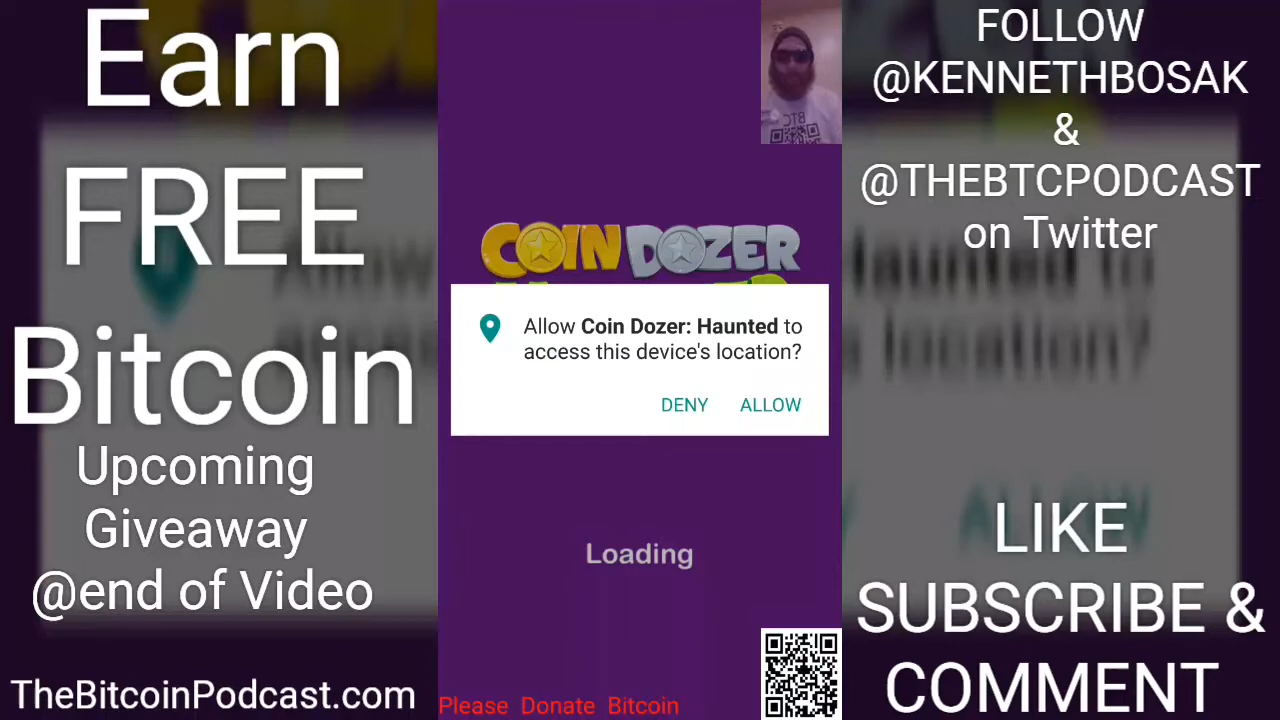 Earn
FREE
Bitcoin
Upcoming
Giveaway
@end of Video
TheBitcoinPodcast.com
COIN DOZER
Allow Coin Dozer: Haunted to
access this device's location?
DENY ALLOW
Loading
Please Donate Bitcoin
BTC
FOLLOW
@KENNETHBOSAK
&
@THEBTCPODCAST
on Twitter
LIKE
SUBSCRIBE &
COMMENT